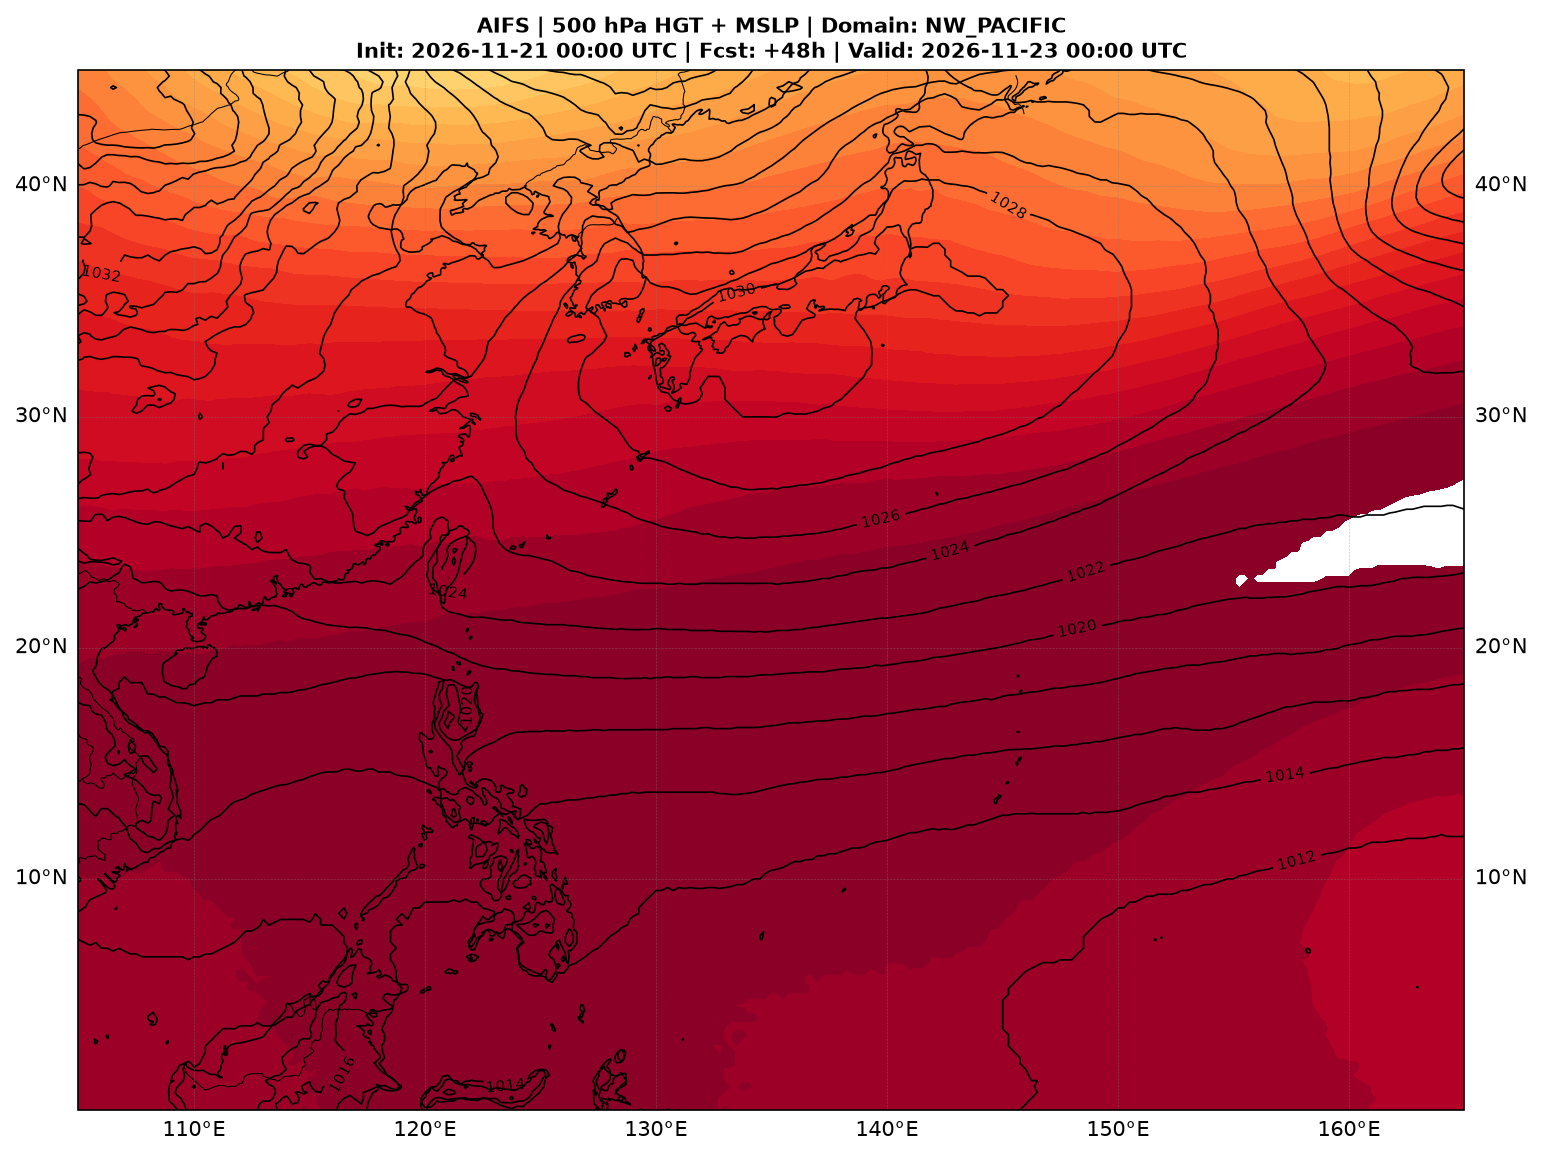 AIFS | 500 hPa HGT + MSLP | Domain: NW_PACIFIC
Init: 2026-11-21 00:00 UTC | Fcst: +48h | Valid: 2026-11-23 00:00 UTC
40°N
40°N
1028
1032
1030
30°N
30°N
1026
1024
1022
1024
1020
20°N
20°N
1020
1014
1012
10°N
10°N
1016
1014
110°E
120°E
130°E
140°E
150°E
160°E